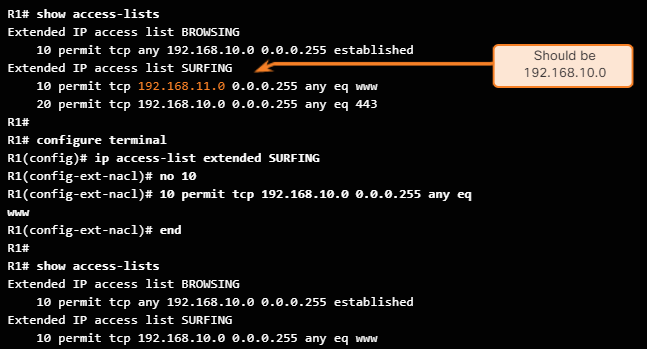 R1# show access-lists
Extended IP access list BROWSING
10 permit tcp any 192.168.10.0 0.0.0.255 established
Extended IP access list SURFING
10 permit tcp 192.168.11.0 0.0.0.255 any eq www
20 permit tcp 192.168.10.0 0.0.0.255 any eq 443
R1#
R1# configure terminal
R1(config)# ip access-list extended SURFING
R1(config-ext-nacl)# no 10
R1(config-ext-nacl)# 10 permit tcp 192.168.10.0 0.0.0.255 any eq
www
R1(config-ext-nacl)# end
R1#
R1# show access-lists
Extended IP access list BROWSING
10 permit tcp any 192.168.10.0 0.0.0.255 established
Extended IP access list SURFING
10 permit tcp 192.168.10.0 0.0.0.255 any eq www
Should be
192.168.10.0